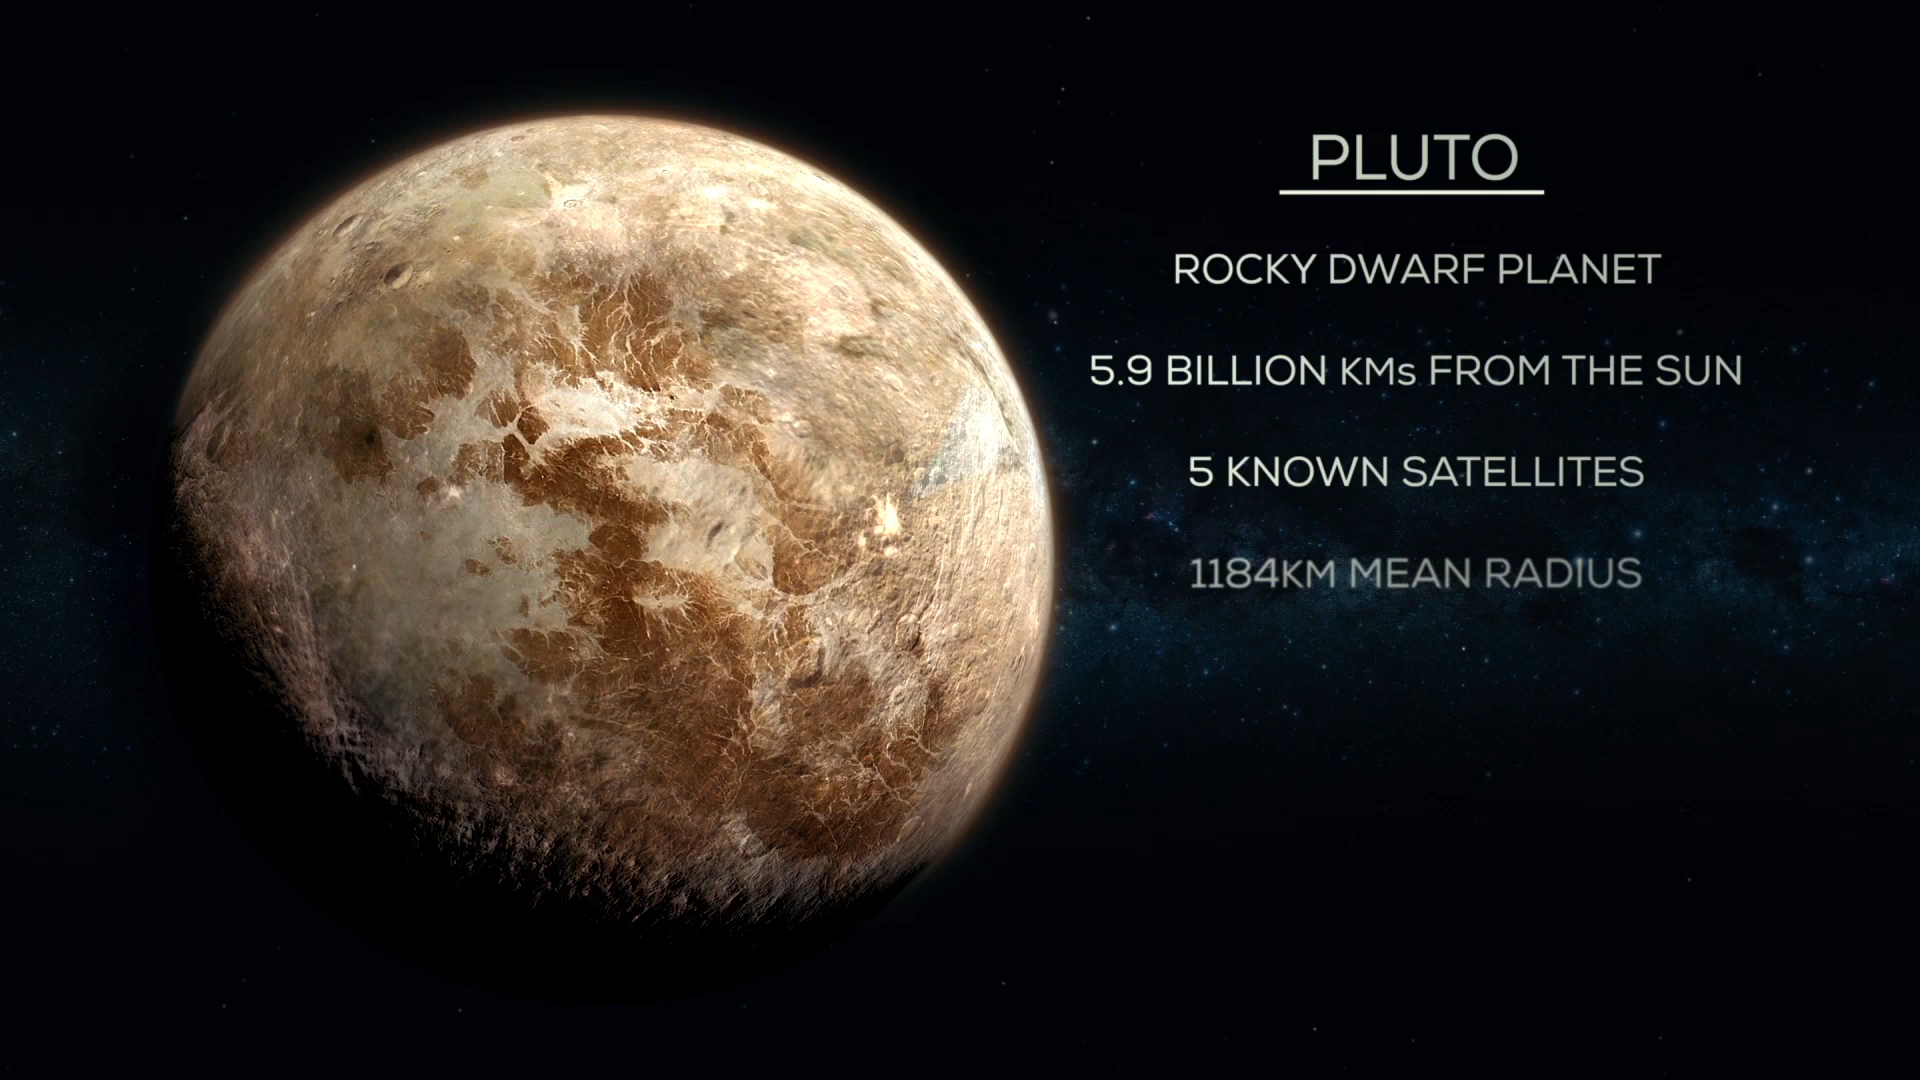 PLUTO
ROCKY DWARF PLANET
5.9 BILLION KMs FROM THE SUN
5 KNOWN SATELLITES
1184KM MEAN RADIUS